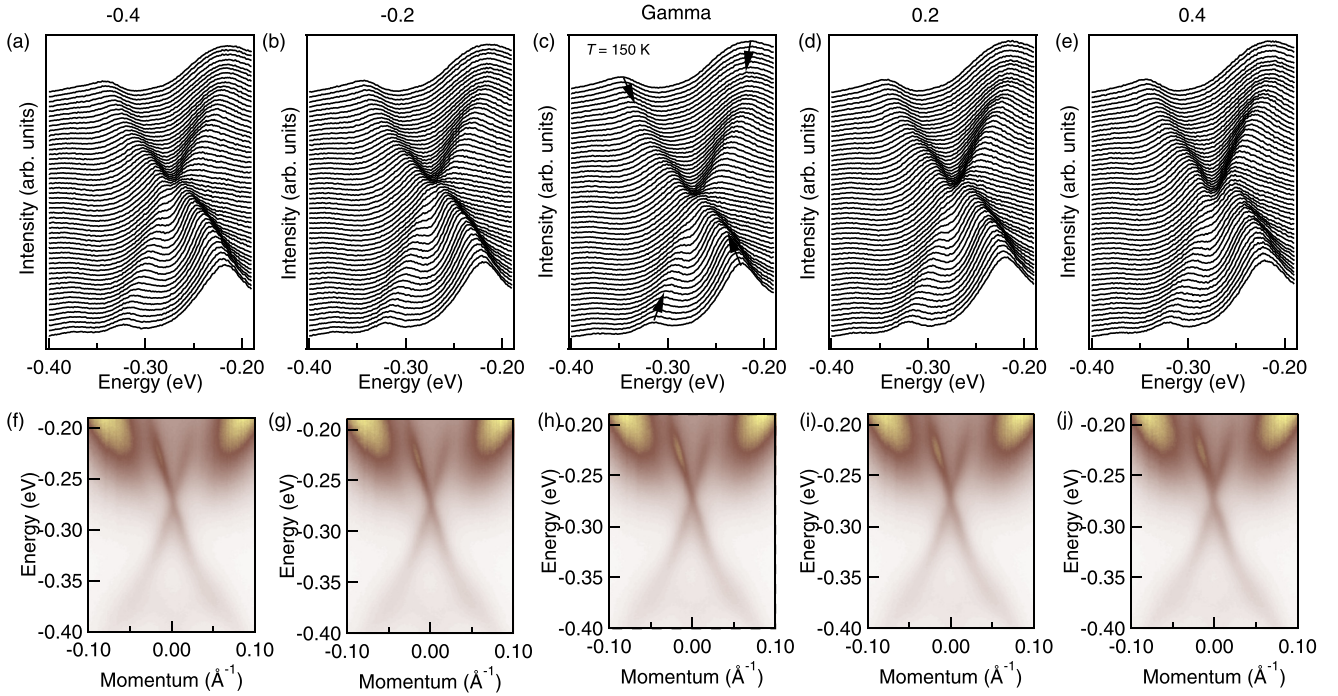 -0.4 -0.2 Gamma 0.2 0.4
(a) (b) (c) (d) (e)
T = 150 K
Intensity (arb. units) Intensity (arb. units) Intensity (arb. units) Intensity (arb. units) Intensity (arb. units)
-0.40 -0.30 -0.20 -0.40 -0.30 -0.20 -0.40 -0.30 -0.20 -0.40 -0.30 -0.20 -0.40 -0.30 -0.20
Energy (eV) Energy (eV) Energy (eV) Energy (eV) Energy (eV)
(f) (g) (h) (i) (j)
-0.20 -0.20 -0.20 -0.20 -0.20
-0.25 -0.25 -0.25 -0.25 -0.25
Energy (eV) Energy (eV) Energy (eV) Energy (eV) Energy (eV)
-0.30 -0.30 -0.30 -0.30 -0.30
-0.35 -0.35 -0.35 -0.35 -0.35
-0.40 -0.40 -0.40 -0.40 -0.40
-0.10 0.00 0.10 -0.10 0.00 0.10 -0.10 0.00 0.10 -0.10 0.00 0.10 -0.10 0.00 0.10
Momentum (Å⁻¹) Momentum (Å⁻¹) Momentum (Å⁻¹) Momentum (Å⁻¹) Momentum (Å⁻¹)